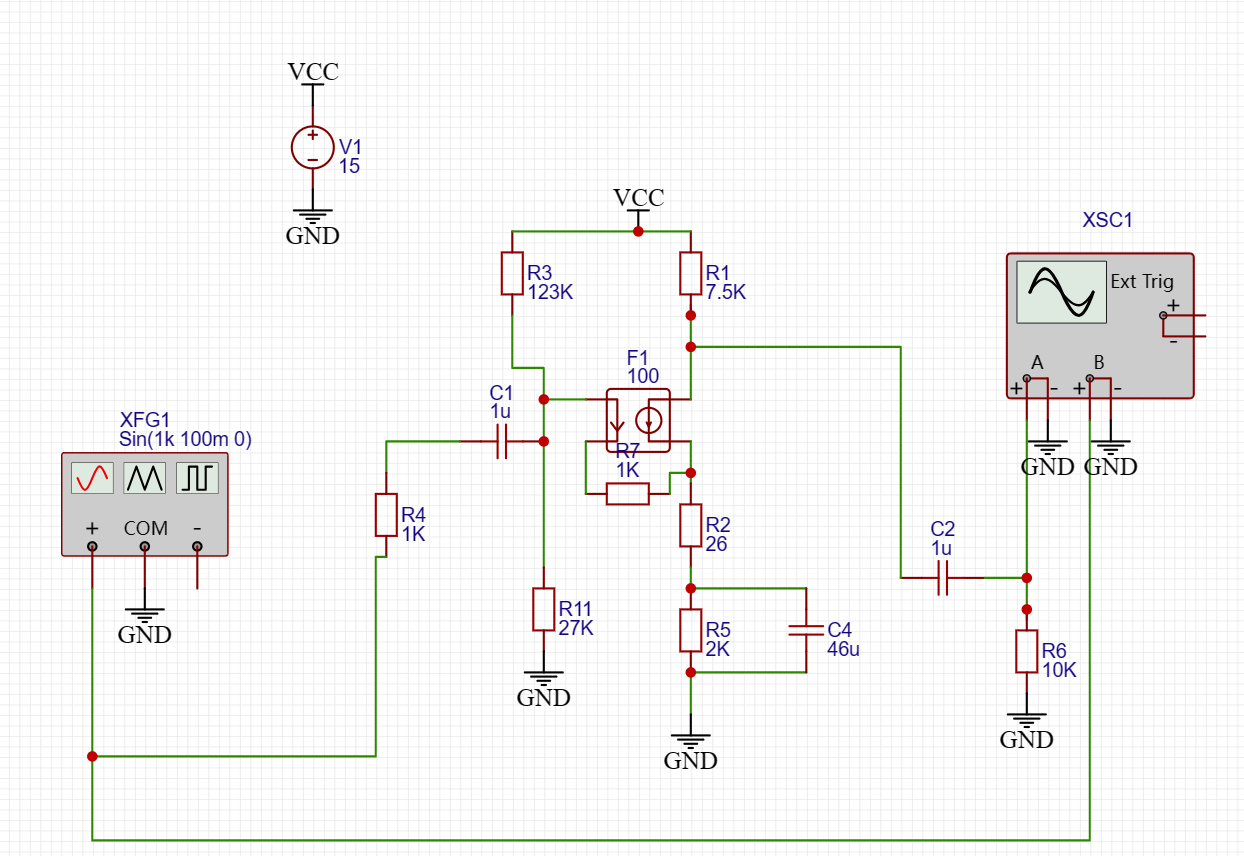 VCC
+
−
V1
15
GND
VCC
XSC1
R3
123K
R1
7.5K
Ext Trig
+
-
F1
100
A
B
+
-
+
-
C1
1u
XFG1
Sin(1k 100m 0)
R7
1K
GND
GND
R4
1K
+
COM
-
R2
26
C2
1u
R11
27K
GND
R5
2K
C4
46u
R6
10K
GND
GND
GND